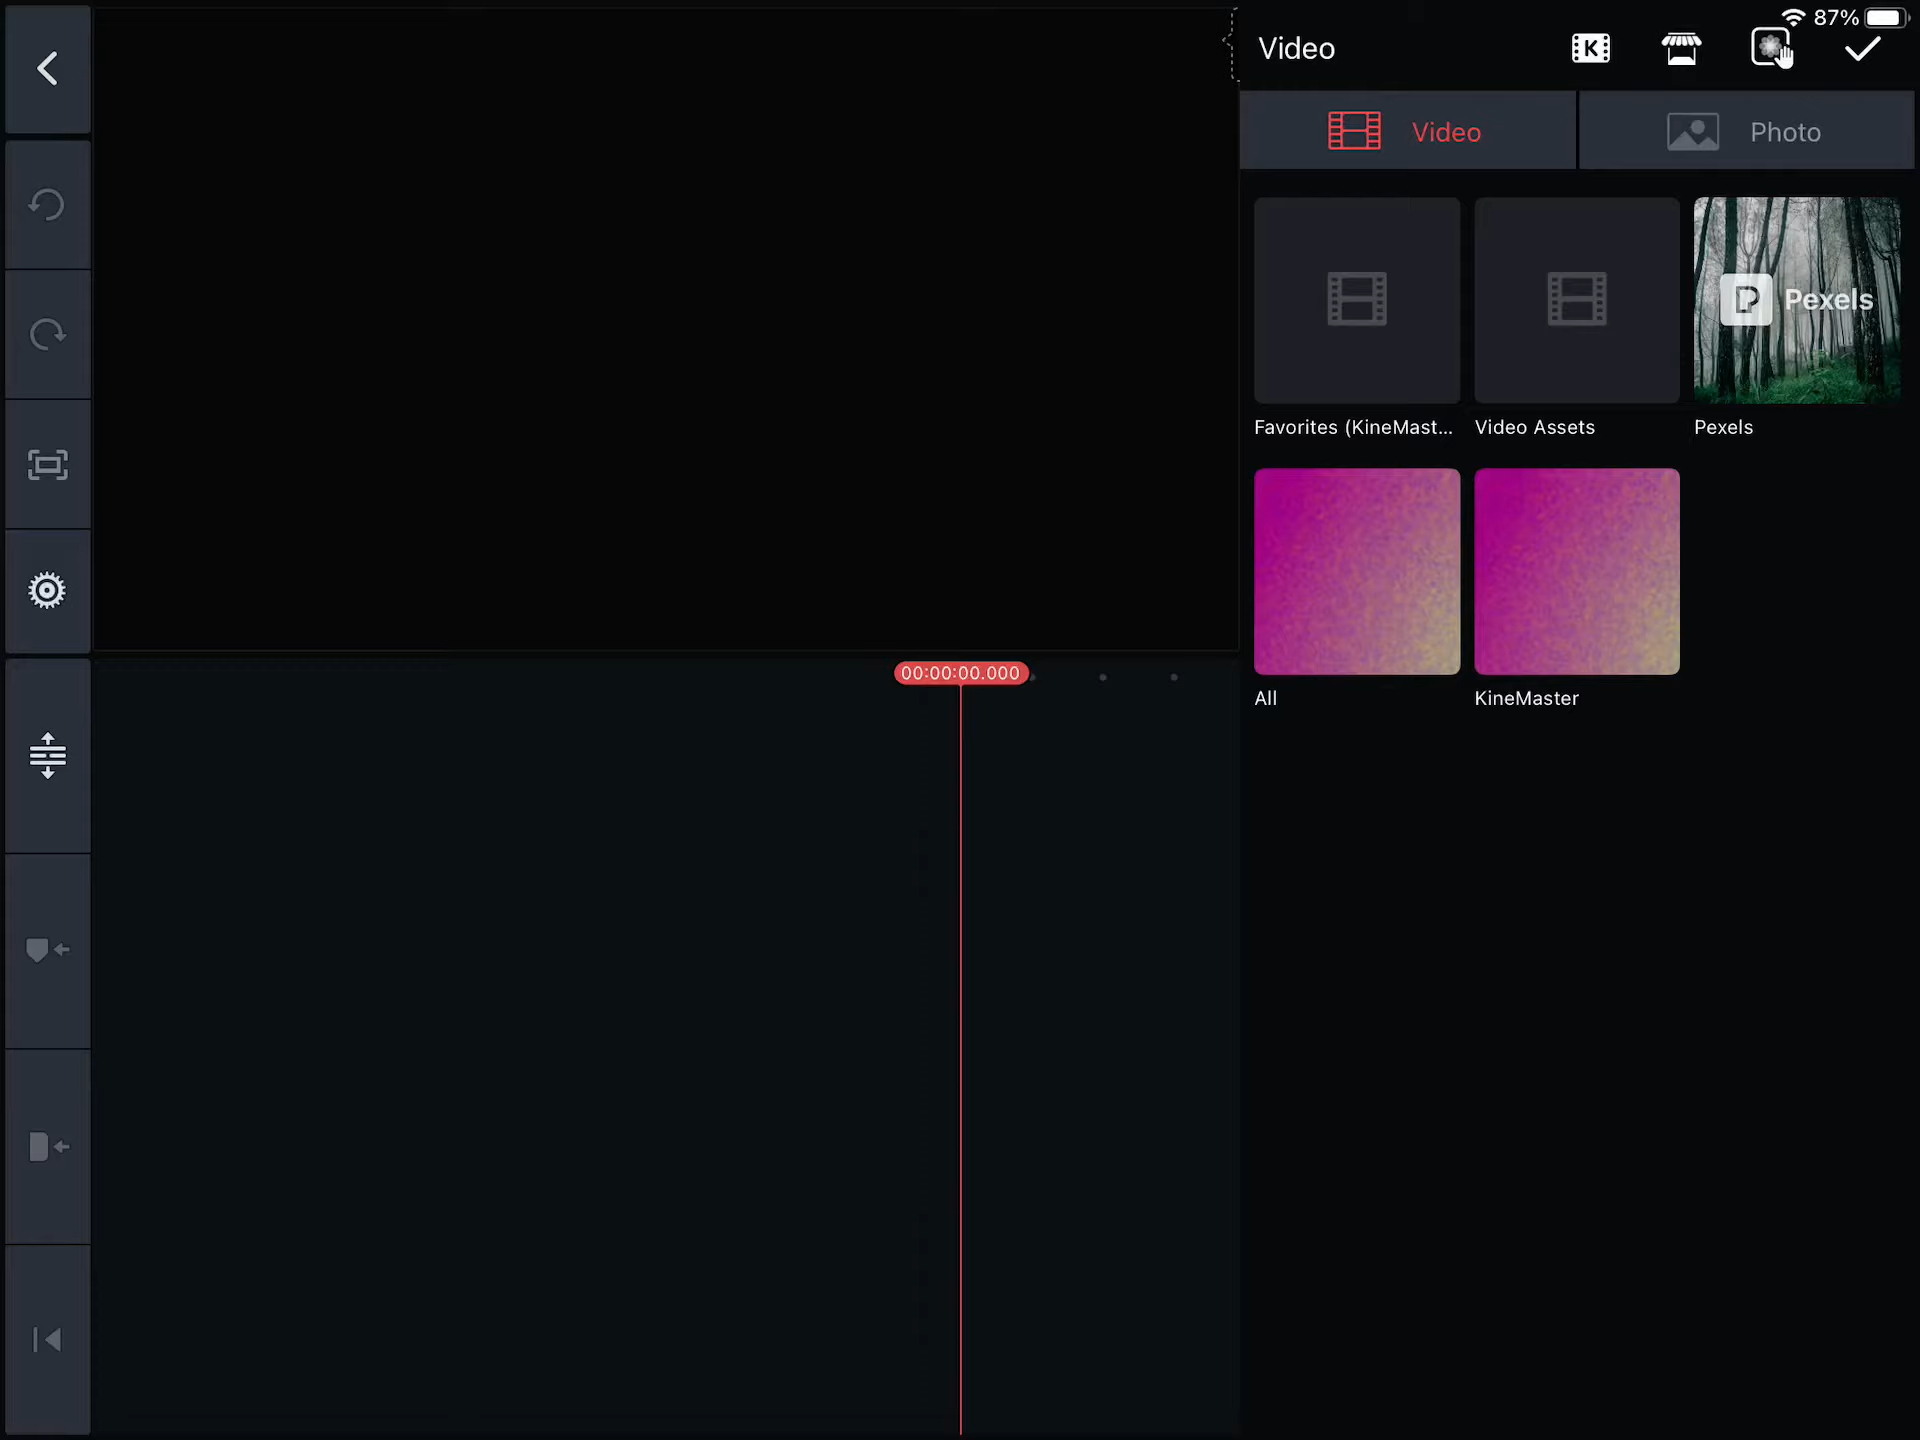 87%
Video
K
Video
Photo
Pexels
Favorites (KineMast...
Video Assets
Pexels
All
KineMaster
00:00:00.000